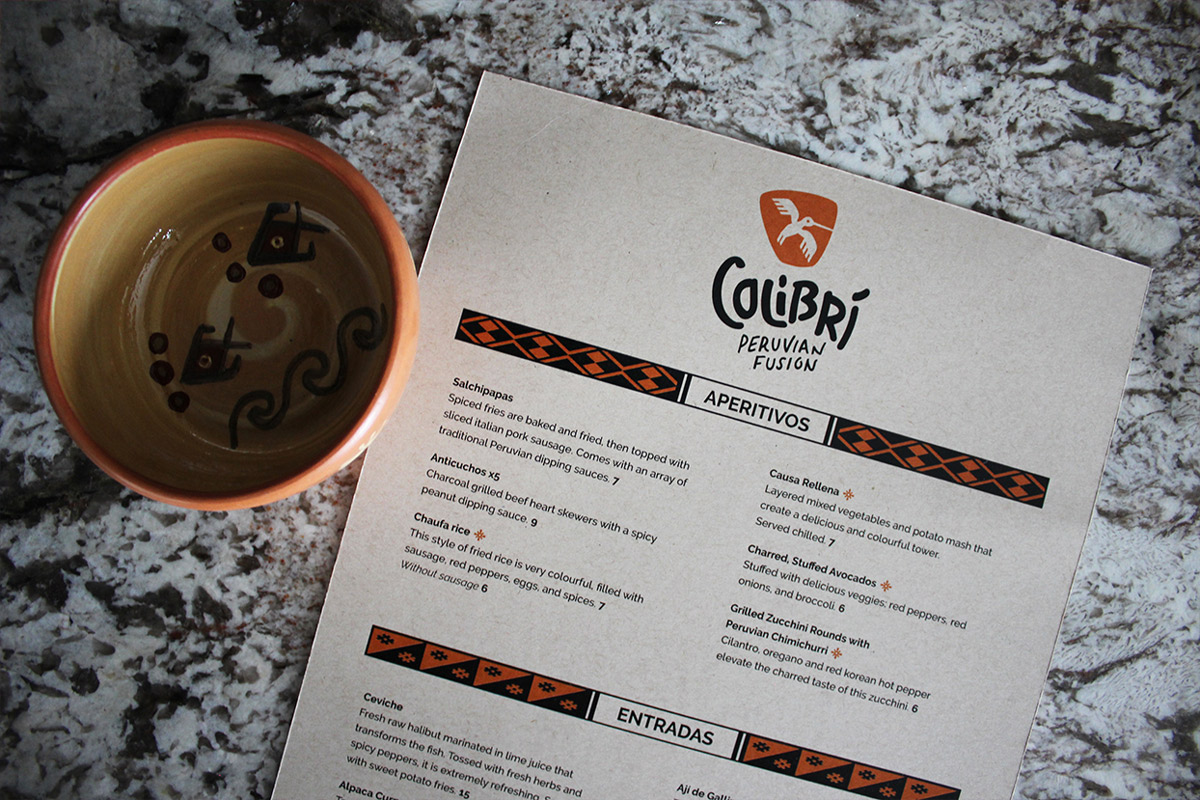 COLIBRÍ
PERUVIAN
FUSION
APERITIVOS
Salchipapas
Spiced fries are baked and fried, then topped with
sliced italian pork sausage. Comes with an array of
traditional Peruvian dipping sauces. 7
Anticuchos x5
Charcoal grilled beef heart skewers with a spicy
peanut dipping sauce. 9
Chaufa rice
This style of fried rice is very colourful, filled with
sausage, red peppers, eggs, and spices. 7
Without sausage 6
Causa Rellena
Layered mixed vegetables and potato mash that
create a delicious and colourful tower.
Served chilled. 7
Charred, Stuffed Avocados
Stuffed with delicious veggies: red peppers, red
onions, and broccoli. 6
Grilled Zucchini Rounds with
Peruvian Chimichurri
Cilantro, oregano and red korean hot pepper
elevate the charred taste of this zucchini. 6
ENTRADAS
Ceviche
Fresh raw halibut marinated in lime juice that
transforms the fish. Tossed with fresh herbs and
spicy peppers, it is extremely refreshing.
with sweet potato fries. 15
Alpaca
Aji de